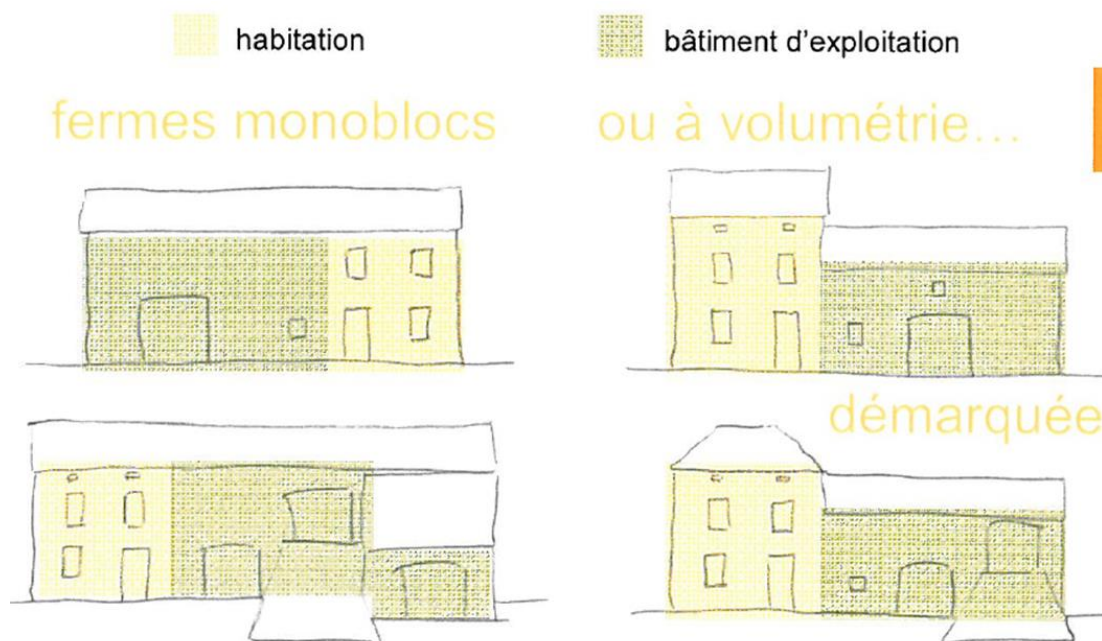 habitation
bâtiment d'exploitation
fermes monoblocs
ou à volumétrie...
démarquée